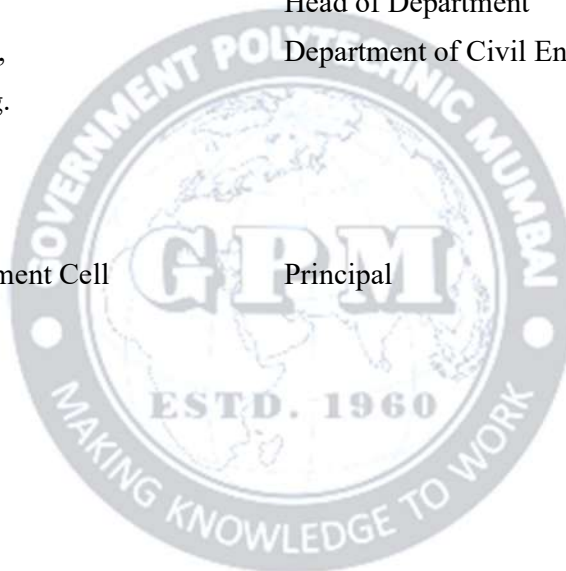 Head of Department
, Department of Civil En
g.
ment Cell Principal
GOVERNMENT POLYTECHNIC MUMBAI
GPM
ESTD. 1960
MAKING KNOWLEDGE TO WORK